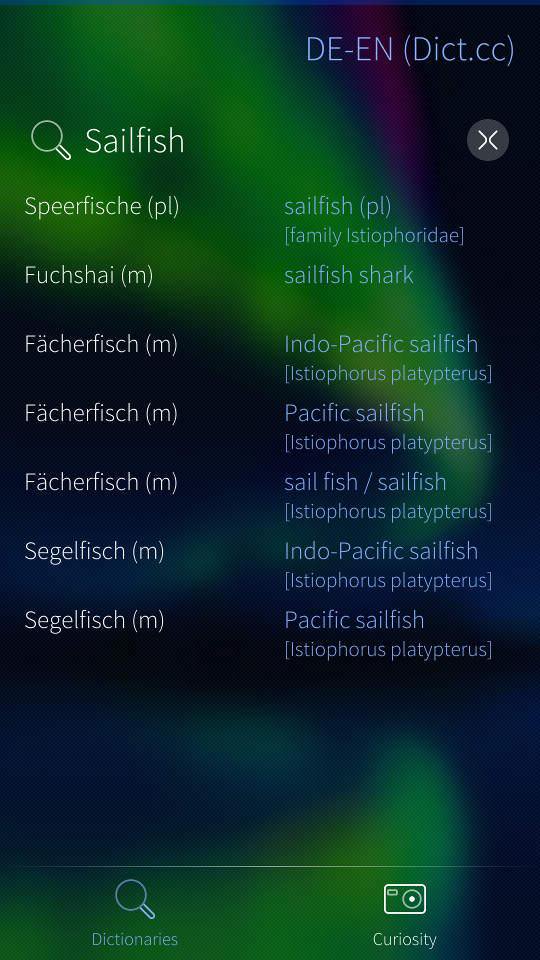 DE-EN (Dict.cc)
Sailfish
Speerfische (pl) sailfish (pl)
[family Istiophoridae]
Fuchshai (m) sailfish shark
Fächerfisch (m) Indo-Pacific sailfish
[Istiophorus platypterus]
Fächerfisch (m) Pacific sailfish
[Istiophorus platypterus]
Fächerfisch (m) sail fish / sailfish
[Istiophorus platypterus]
Segelfisch (m) Indo-Pacific sailfish
[Istiophorus platypterus]
Segelfisch (m) Pacific sailfish
[Istiophorus platypterus]
Dictionaries Curiosity